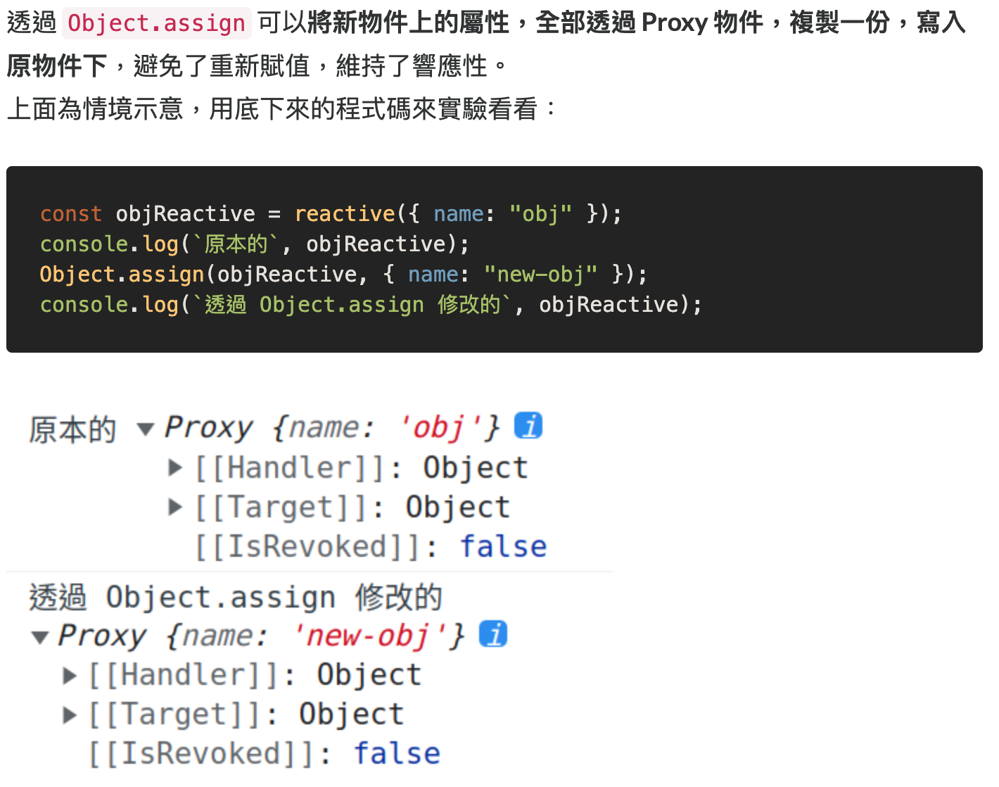 透過 Object.assign 可以將新物件上的屬性，全部透過 Proxy 物件，複製一份，寫入
原物件下，避免了重新賦值，維持了響應性。
上面為情境示意，用底下來的程式碼來實驗看看：
const objReactive = reactive({ name: "obj" });
console.log(`原本的`, objReactive);
Object.assign(objReactive, { name: "new-obj" });
console.log(`透過 Object.assign 修改的`, objReactive);
原本的 ▼ Proxy {name: 'obj'} i
▶ [[Handler]]: Object
▶ [[Target]]: Object
[[IsRevoked]]: false
透過 Object.assign 修改的
▼ Proxy {name: 'new-obj'} i
▶ [[Handler]]: Object
▶ [[Target]]: Object
[[IsRevoked]]: false